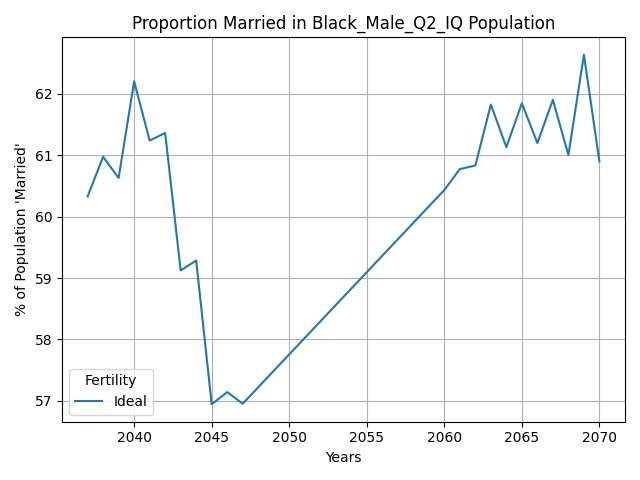 Proportion Married in Black_Male_Q2_IQ Population
% of Population 'Married'
62
61
60
59
58
57
Fertility
Ideal
2040 2045 2050 2055 2060 2065 2070
Years